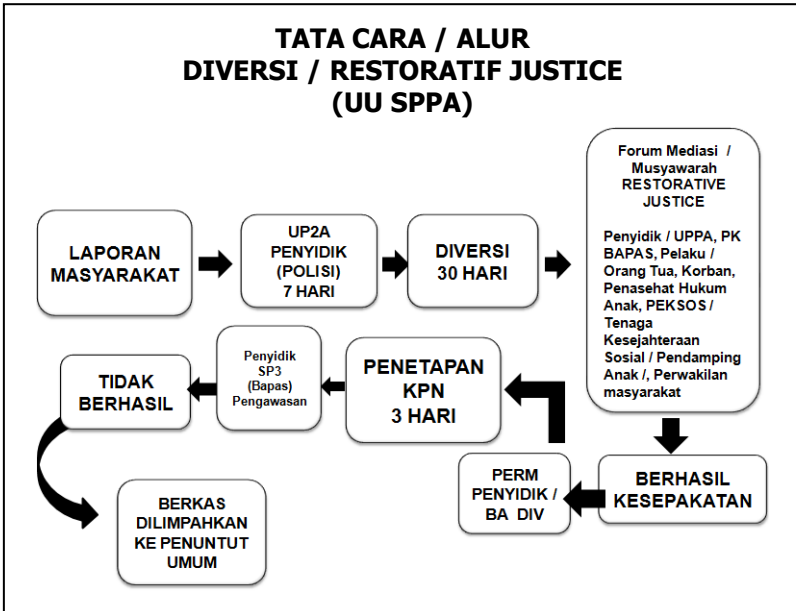 TATA CARA / ALUR
DIVERSI / RESTORATIF JUSTICE
(UU SPPA)
LAPORAN
MASYARAKAT
UP2A
PENYIDIK
(POLISI)
7 HARI
DIVERSI
30 HARI
Forum Mediasi /
Musyawarah
RESTORATIVE
JUSTICE
Penyidik / UPPA, PK
BAPAS, Pelaku /
Orang Tua, Korban,
Penasehat Hukum
Anak, PEKSOS /
Tenaga
Kesejahteraan
Sosial / Pendamping
Anak /, Perwakilan
masyarakat
BERHASIL
KESEPAKATAN
PERM
PENYIDIK /
BA DIV
PENETAPAN
KPN
3 HARI
Penyidik
SP3
(Bapas)
Pengawasan
TIDAK
BERHASIL
BERKAS
DILIMPAHKAN
KE PENUNTUT
UMUM